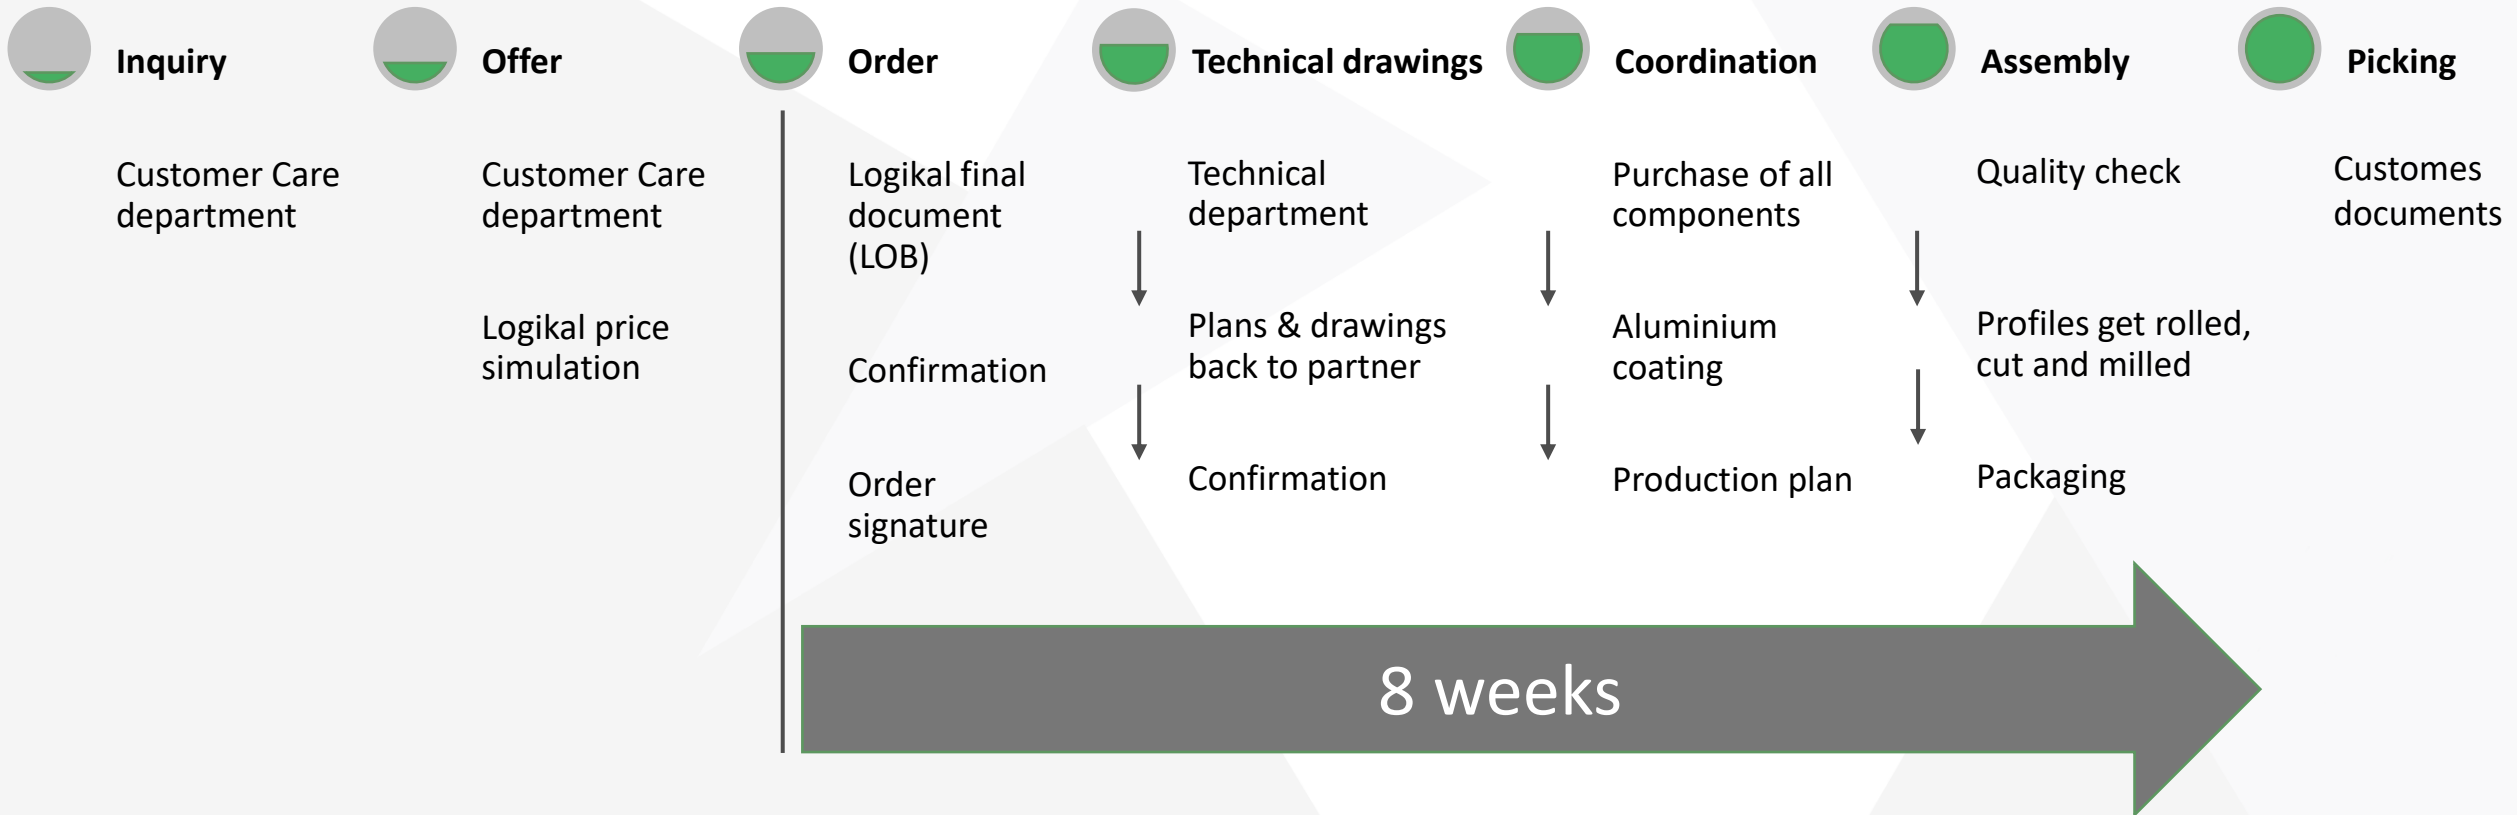 Inquiry
Customer Care
department
Offer
Customer Care
department
Logikal price
simulation
Order
Logikal final
document
(LOB)
Confirmation
Order
signature
Technical drawings
Technical
department
Plans & drawings
back to partner
Confirmation
Coordination
Purchase of all
components
Aluminium
coating
Production plan
Assembly
Quality check
Profiles get rolled,
cut and milled
Packaging
Picking
Customes
documents
8 weeks